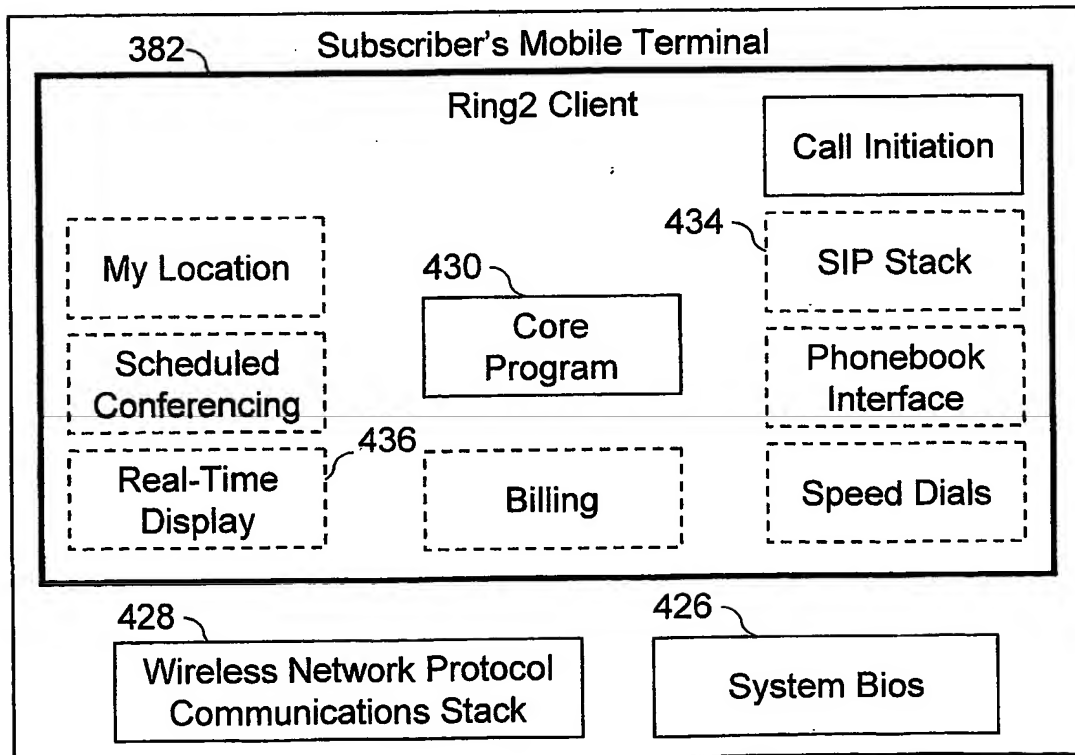 382
Subscriber's Mobile Terminal
Ring2 Client
Call Initiation
My Location
430
434
SIP Stack
Core
Program
Scheduled
Conferencing
Phonebook
Interface
436
Real-Time
Display
Billing
Speed Dials
428
Wireless Network Protocol
Communications Stack
426
System Bios